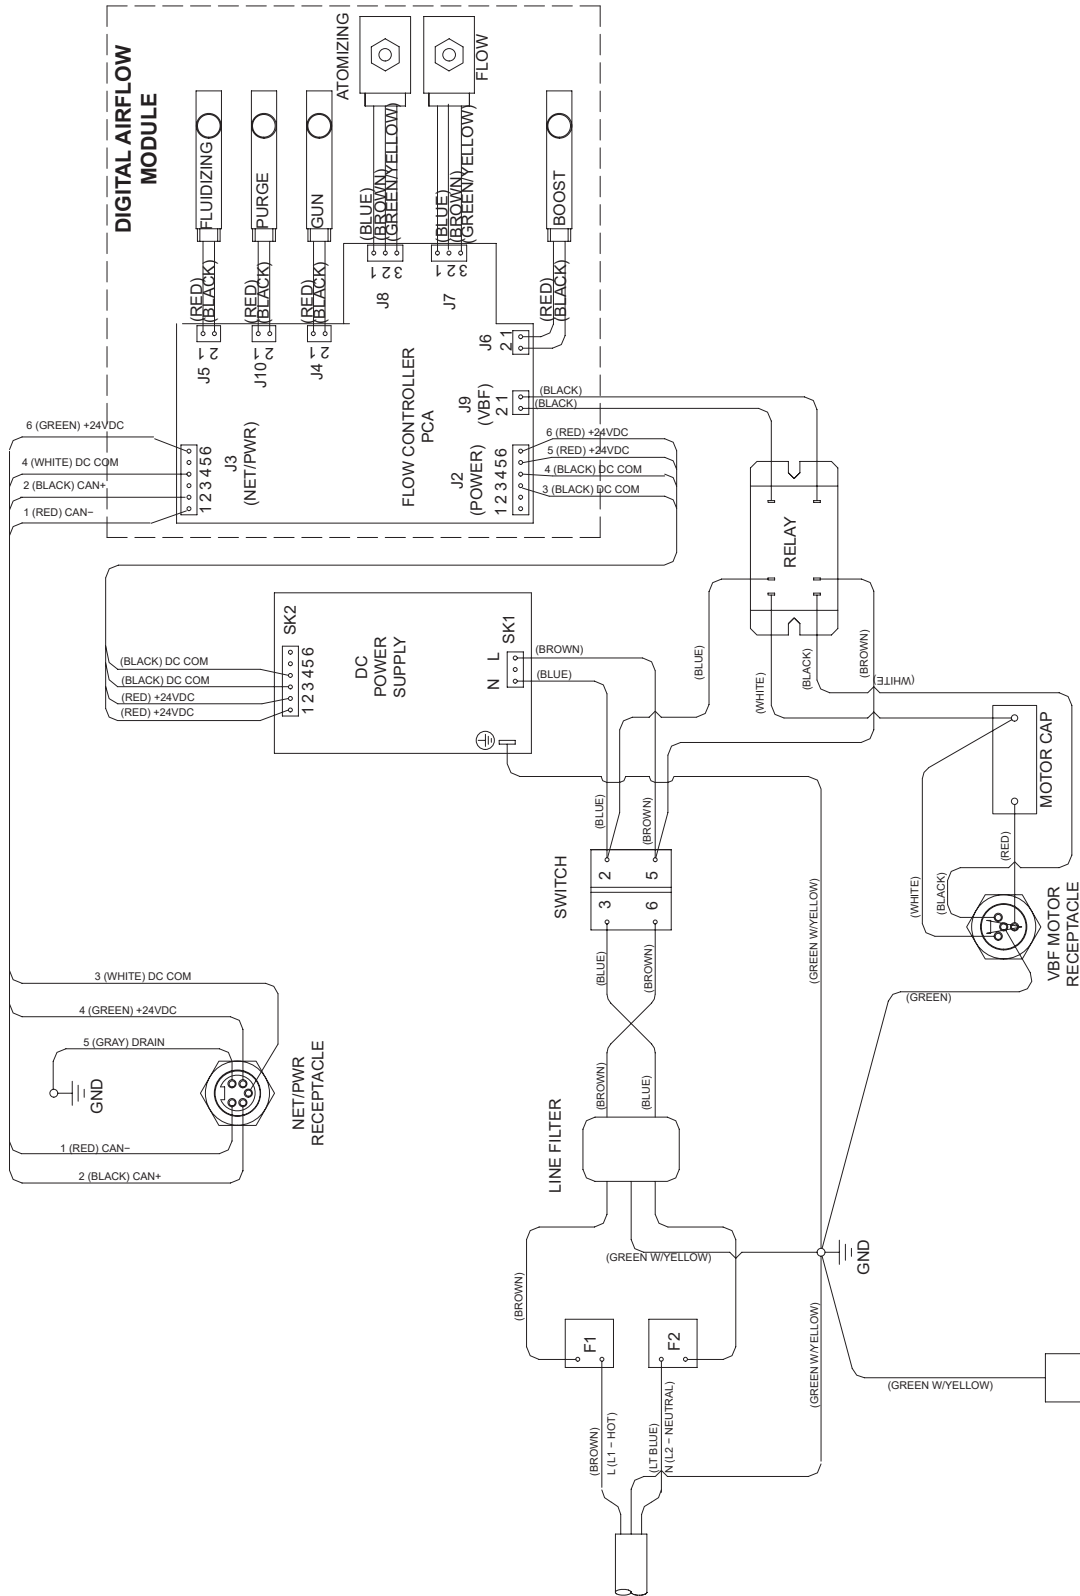 DIGITAL AIRFLOW
MODULE
ATOMIZING
FLOW
FLUIDIZING
PURGE
GUN
BOOST
(RED)
(BLACK)
(RED)
(BLACK)
(RED)
(BLACK)
(BLUE)
(BROWN)
(GREEN/YELLOW)
(BLUE)
(BROWN)
(GREEN/YELLOW)
(RED)
(BLACK)
J5
2 1
J10
2 1
J4
2 1
J8
3 2 1
J7
3 2 1
J6
2 1
J9
(VBF)
2 1
(BLACK)
(BLACK)
6 (GREEN) +24VDC
4 (WHITE) DC COM
2 (BLACK) CAN+
1 (RED) CAN−
J3
(NET/PWR)
1 2 3 4 5 6
FLOW CONTROLLER
PCA
J2
(POWER)
1 2 3 4 5 6
6 (RED) +24VDC
5 (RED) +24VDC
4 (BLACK) DC COM
3 (BLACK) DC COM
RELAY
SK2
1 2 3 4 5 6
(BLACK) DC COM
(BLACK) DC COM
(RED) +24VDC
(RED) +24VDC
DC
POWER
SUPPLY
SK1
N L
(BROWN)
(BLUE)
(BLUE)
(WHITE)
(BLACK)
(BROWN)
(WHITE)
MOTOR CAP
(WHITE)
(BLACK)
(RED)
VBF MOTOR
RECEPTACLE
(GREEN)
SWITCH
3 2
6 5
(BLUE)
(BROWN)
(BLUE)
(BROWN)
(GREEN W/YELLOW)
3 (WHITE) DC COM
4 (GREEN) +24VDC
5 (GRAY) DRAIN
GND
NET/PWR
RECEPTACLE
1 (RED) CAN−
2 (BLACK) CAN+
LINE FILTER
(BROWN)
(BLUE)
(BROWN)
(GREEN W/YELLOW)
GND
F1
F2
(GREEN W/YELLOW)
(GREEN W/YELLOW)
(BROWN)
L (L1 − HOT)
(LT BLUE)
N (L2 − NEUTRAL)